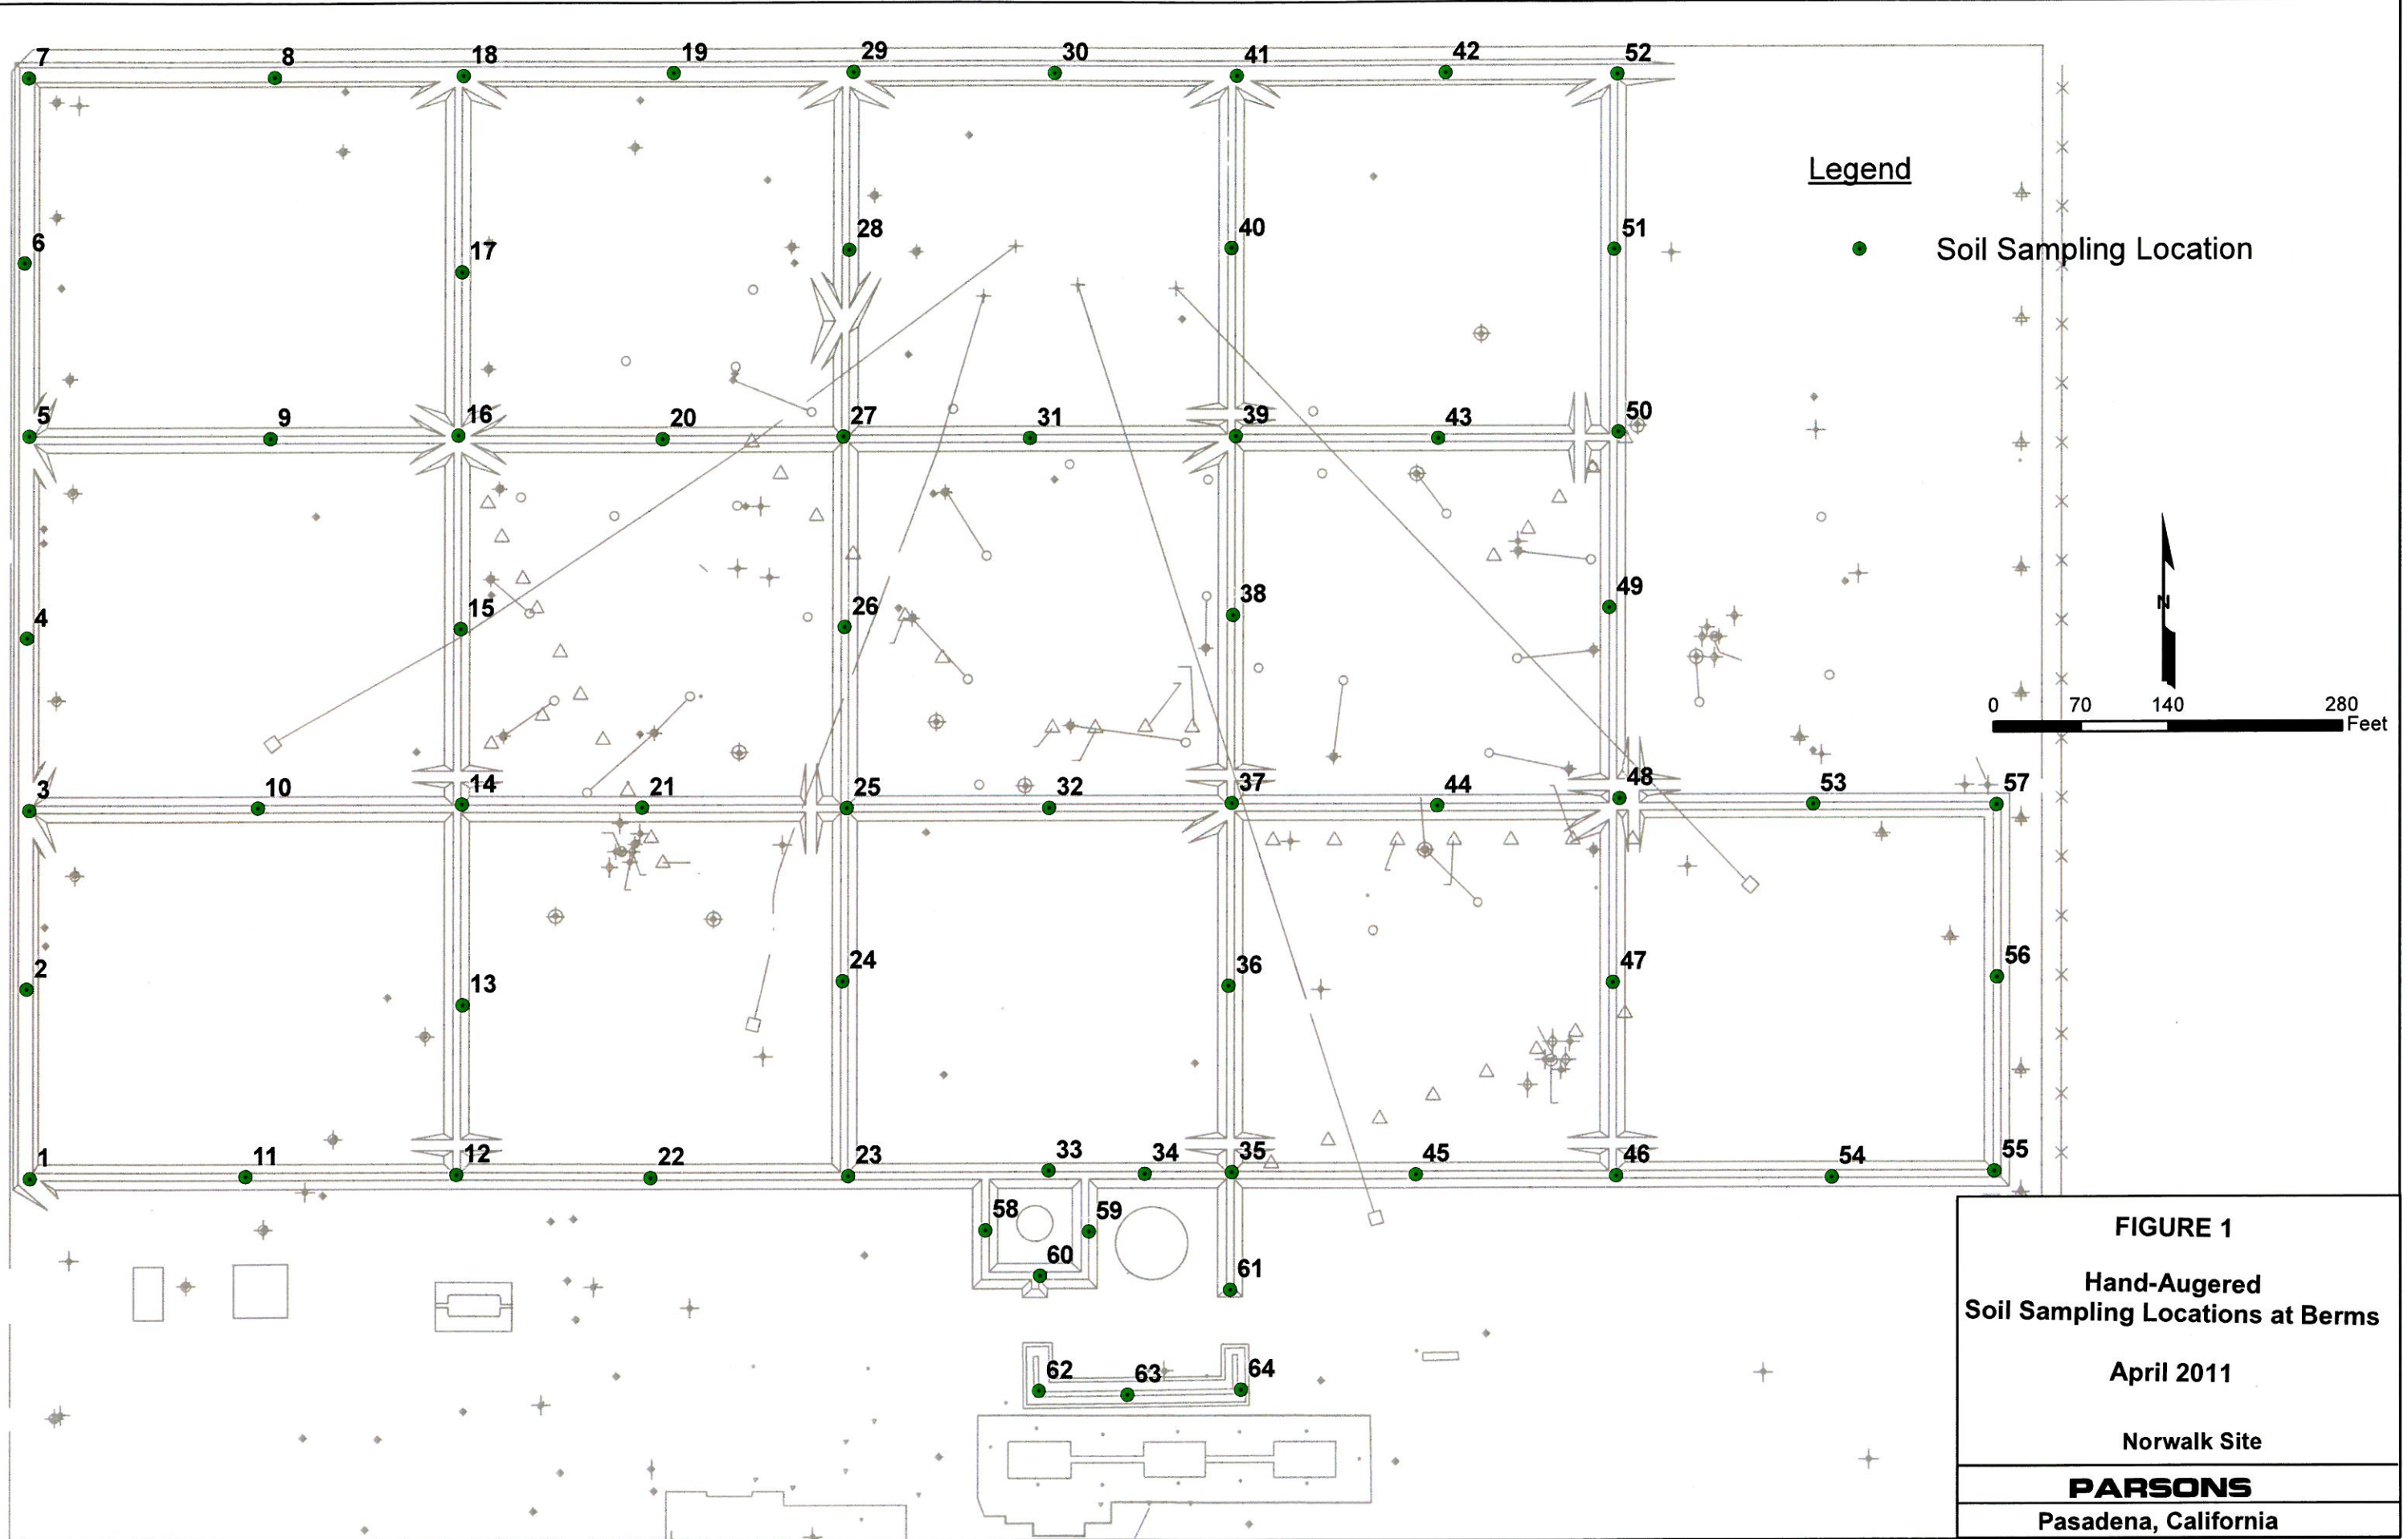 7 8 18 19 29 30 41 42 52
Legend
6 17 28 40 51
Soil Sampling Location
5 9 16 20 27 31 39 43 50
4 15 26 38 49
N
0 70 140 280
Feet
3 10 14 21 25 32 37 44 48 53 57
2 13 24 36 47 56
1 11 12 22 23 33 34 35 45 46 54 55
58 59
60 61
62 63 64
FIGURE 1
Hand-Augered
Soil Sampling Locations at Berms
April 2011
Norwalk Site
PARSONS
Pasadena, California